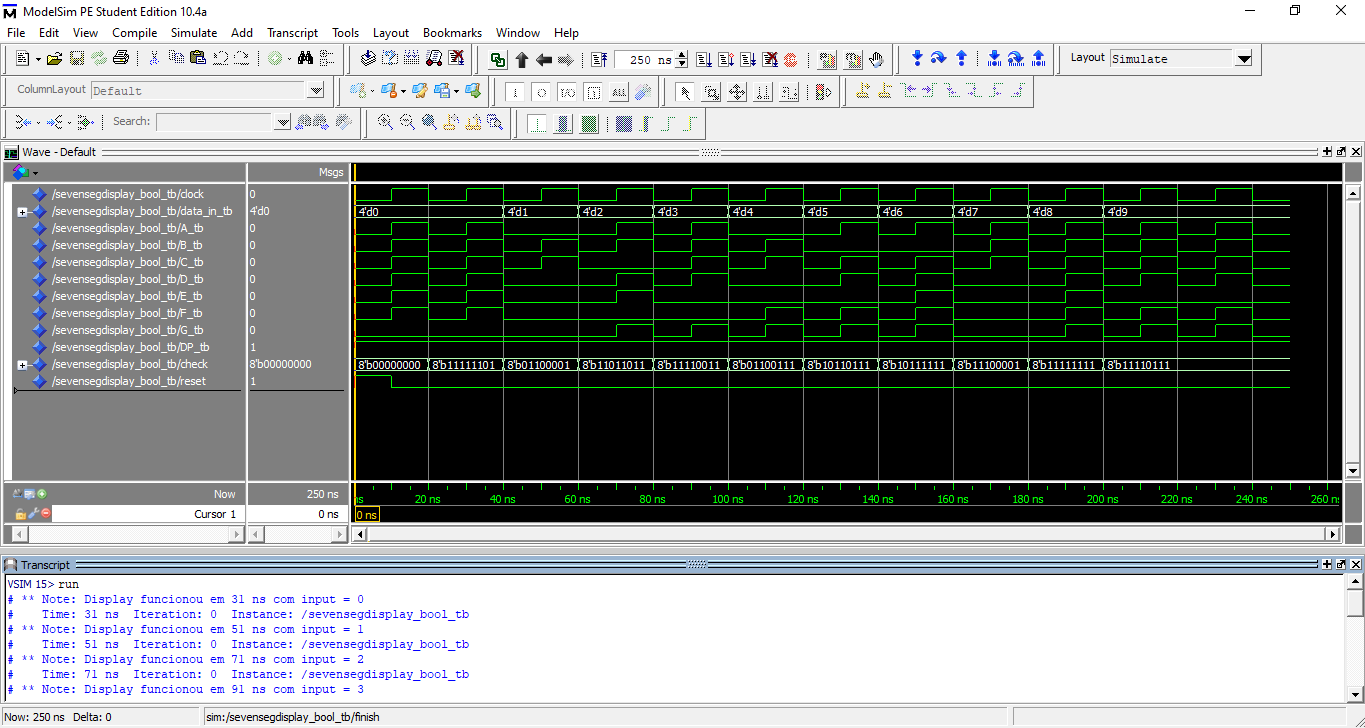 ModelSim PE Student Edition 10.4a
File Edit View Compile Simulate Add Transcript Tools Layout Bookmarks Window Help
250 ns
Layout Simulate
ColumnLayout Default
Search:
Wave - Default
Msgs
/sevensegdisplay_bool_tb/clock 0
/sevensegdisplay_bool_tb/data_in_tb 4'd0 4'd0 4'd1 4'd2 4'd3 4'd4 4'd5 4'd6 4'd7 4'd8 4'd9
/sevensegdisplay_bool_tb/A_tb 0
/sevensegdisplay_bool_tb/B_tb 0
/sevensegdisplay_bool_tb/C_tb 0
/sevensegdisplay_bool_tb/D_tb 0
/sevensegdisplay_bool_tb/E_tb 0
/sevensegdisplay_bool_tb/F_tb 0
/sevensegdisplay_bool_tb/G_tb 0
/sevensegdisplay_bool_tb/DP_tb 1
/sevensegdisplay_bool_tb/check 8'b00000000 8'b00000000 8'b11111101 8'b01100001 8'b11011011 8'b11110011 8'b01100111 8'b10110111 8'b10111111 8'b11100001 8'b11111111 8'b11110111
/sevensegdisplay_bool_tb/reset 1
Now 250 ns ns 20 ns 40 ns 60 ns 80 ns 100 ns 120 ns 140 ns 160 ns 180 ns 200 ns 220 ns 240 ns 260 ns
Cursor 1 0 ns 0 ns
Transcript
VSIM 15> run
# ** Note: Display funcionou em 31 ns com input = 0
#    Time: 31 ns  Iteration: 0  Instance: /sevensegdisplay_bool_tb
# ** Note: Display funcionou em 51 ns com input = 1
#    Time: 51 ns  Iteration: 0  Instance: /sevensegdisplay_bool_tb
# ** Note: Display funcionou em 71 ns com input = 2
#    Time: 71 ns  Iteration: 0  Instance: /sevensegdisplay_bool_tb
# ** Note: Display funcionou em 91 ns com input = 3
Now: 250 ns Delta: 0 sim:/sevensegdisplay_bool_tb/finish